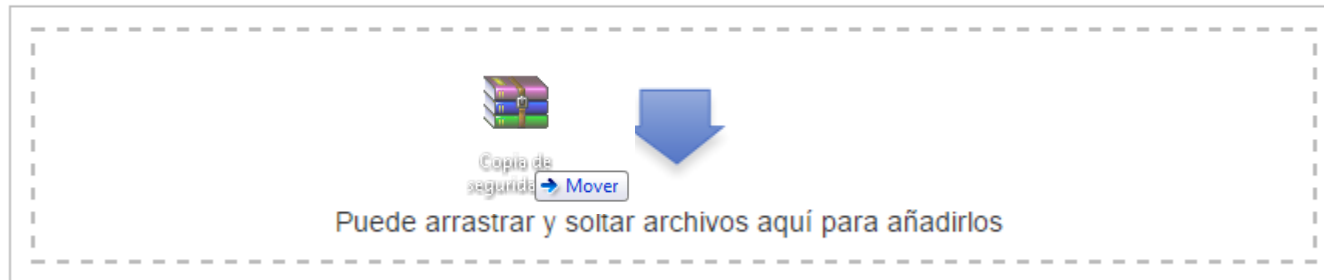 Copia de
segurida
Mover
Puede arrastrar y soltar archivos aquí para añadirlos